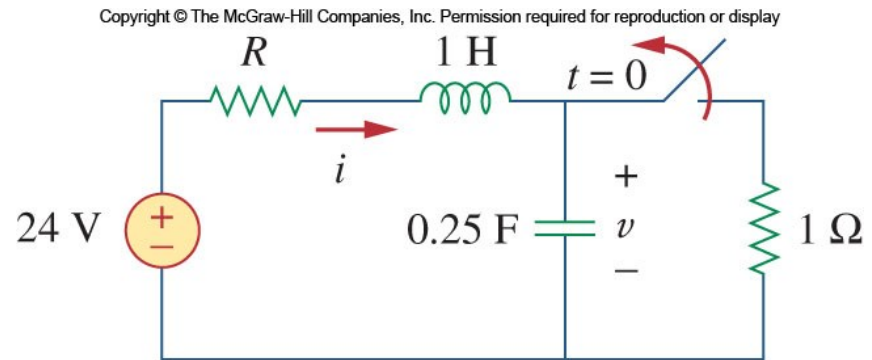 Copyright © The McGraw-Hill Companies, Inc. Permission required for reproduction or display
R 1 H
t = 0
i
+
24 V + − 0.25 F v 1 Ω
−